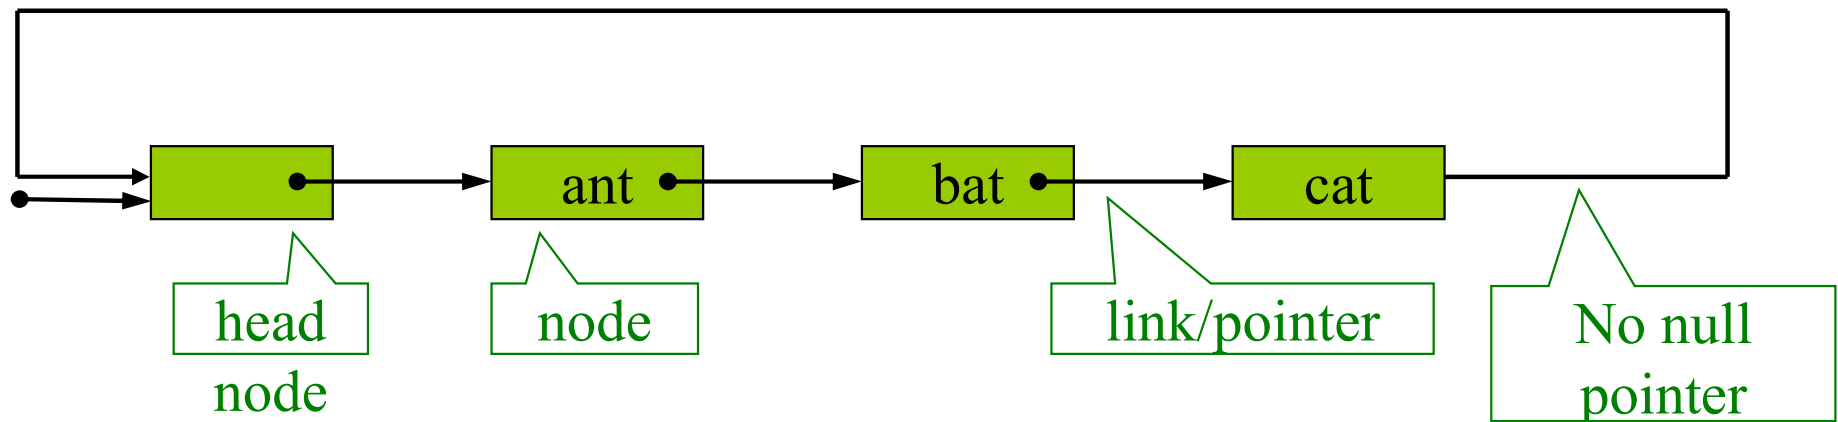 ant
bat
cat
head
node
node
link/pointer
No null
pointer